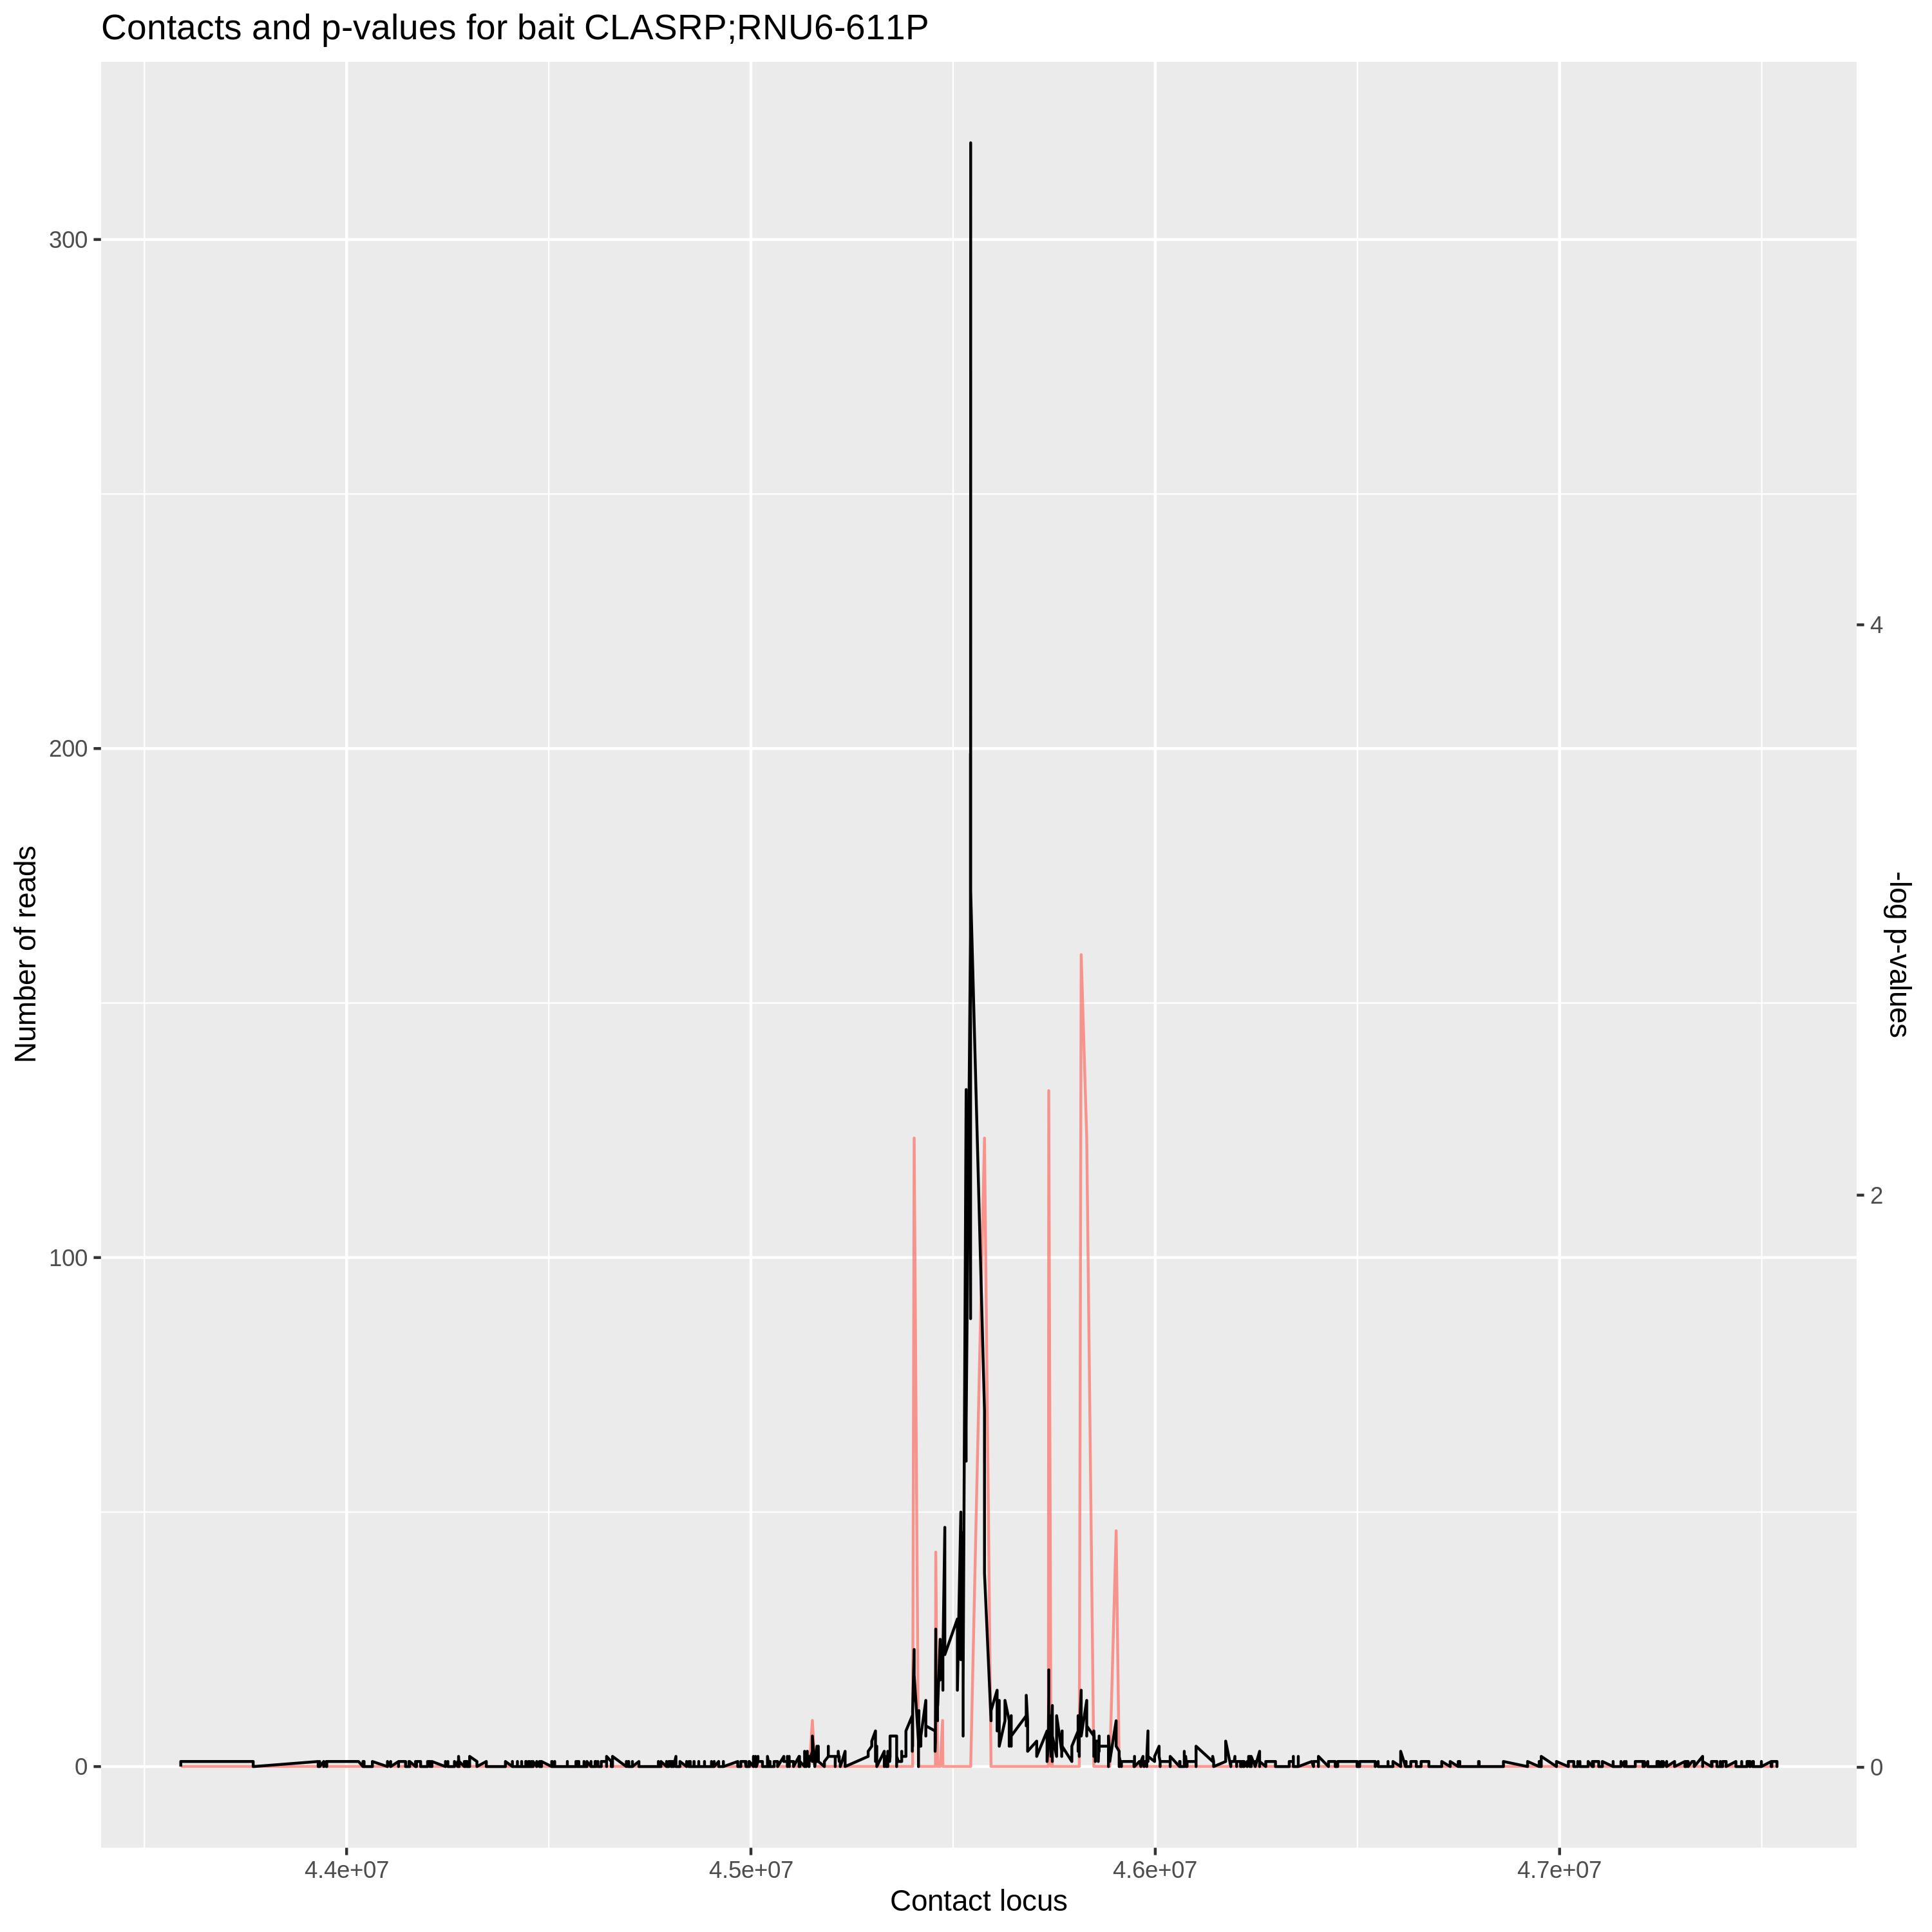 Contacts and p-values for bait CLASRP;RNU6-611P
300
200
100
0
Number of reads
4
2
0
-log p-values
4.4e+07 4.5e+07 4.6e+07 4.7e+07
Contact locus